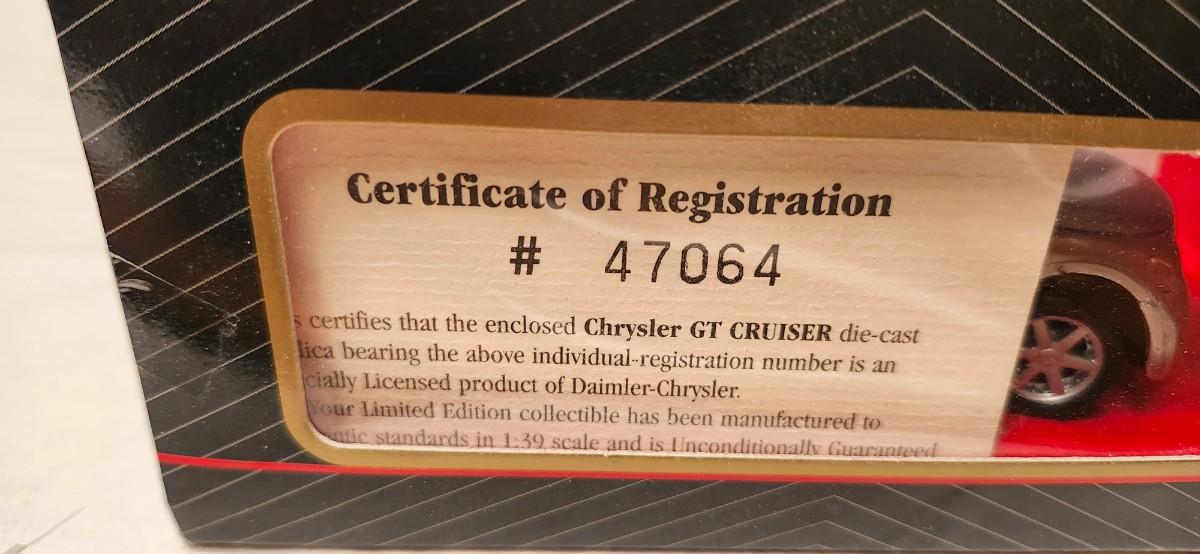 Certificate of Registration
# 47064
s certifies that the enclosed Chrysler GT CRUISER die-cast
lica bearing the above individual-registration number is an
cially Licensed product of Daimler-Chrysler.
Your Limited Edition collectible has been manufactured to
ntic standards in 1:39 scale and is Unconditionally Guaranteed